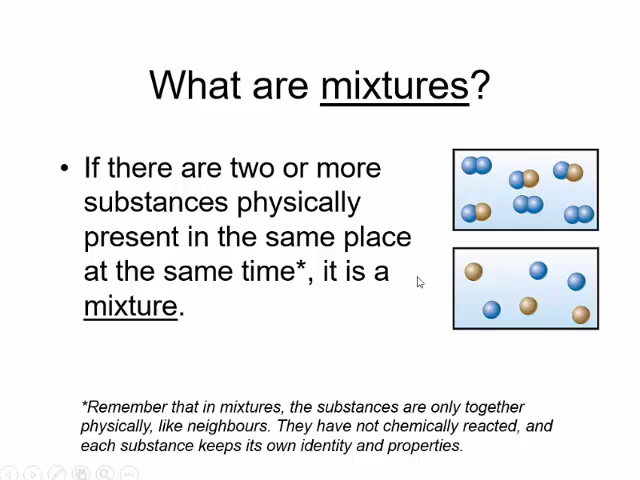 What are mixtures?
• If there are two or more
substances physically
present in the same place
at the same time*, it is a
mixture.
*Remember that in mixtures, the substances are only together
physically, like neighbours. They have not chemically reacted, and
each substance keeps its own identity and properties.